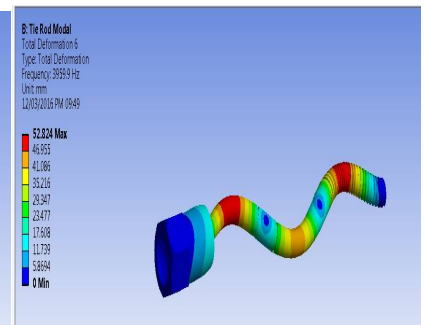 B: Tie Rod Modal
Total Deformation 6
Type: Total Deformation
Frequency: 3959.9 Hz
Unit: mm
12/03/2016 PM 09:49
52.824 Max
46.955
41.086
35.216
29.347
23.477
17.608
11.739
5.8694
0 Min